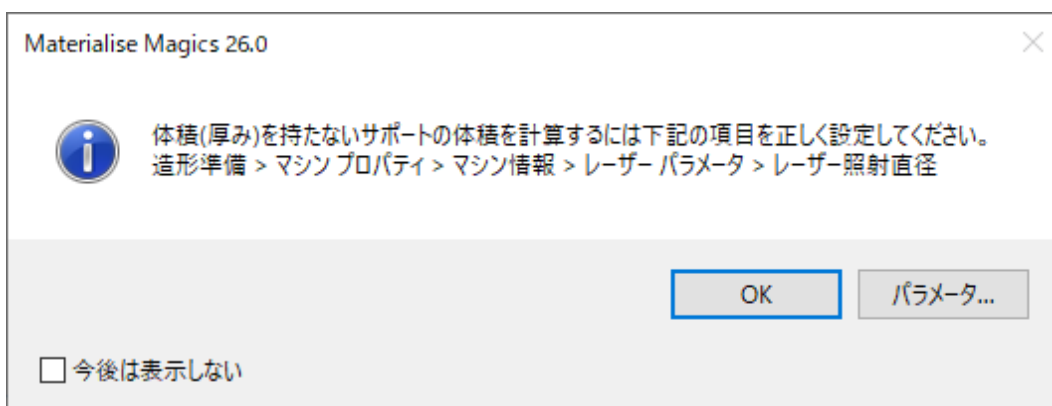 Materialise Magics 26.0
体積(厚み)を持たないサポートの体積を計算するには下記の項目を正しく設定してください。
造形準備 > マシン プロパティ > マシン情報 > レーザー パラメータ > レーザー照射直径
OK
パラメータ...
今後は表示しない